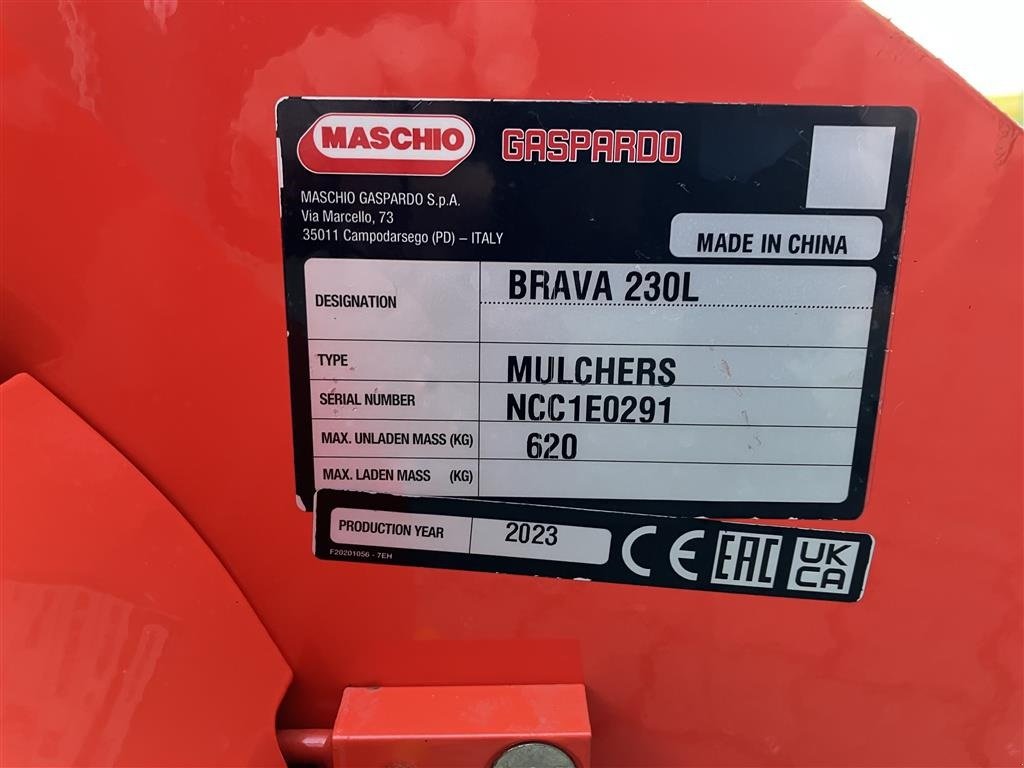 MASCHIO GASPARDO
MASCHIO GASPARDO S.p.A.
Via Marcello, 73
35011 Campodarsego (PD) – ITALY
MADE IN CHINA
DESIGNATION BRAVA 230L
TYPE MULCHERS
SERIAL NUMBER NCC1E0291
MAX. UNLADEN MASS (KG) 620
MAX. LADEN MASS (KG)
PRODUCTION YEAR 2023
F20201056 - 7EH
CE EAC UK
CA